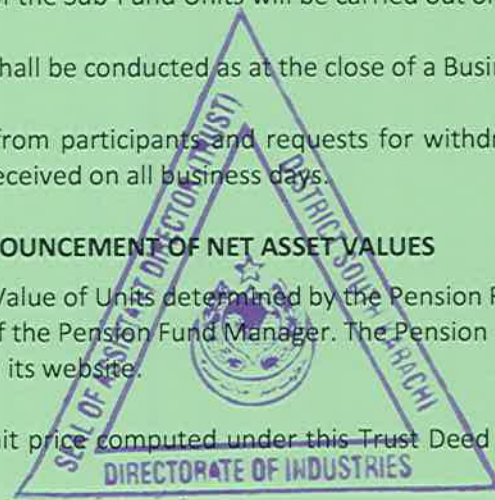 the Sub-Fund Units will be carried out o
hall be conducted as at the close of a Busi
from participants and requests for withdr
eceived on all business days.
OUNCEMENT OF NET ASSET VALUES
Value of Units determined by the Pension F
f the Pension Fund Manager. The Pension
its website.
it price computed under this Trust Deed
SEAL OF ASSISTANT DIRECTOR (TRUST)
DISTRICT SOUTH KARACHI
DIRECTORATE OF INDUSTRIES